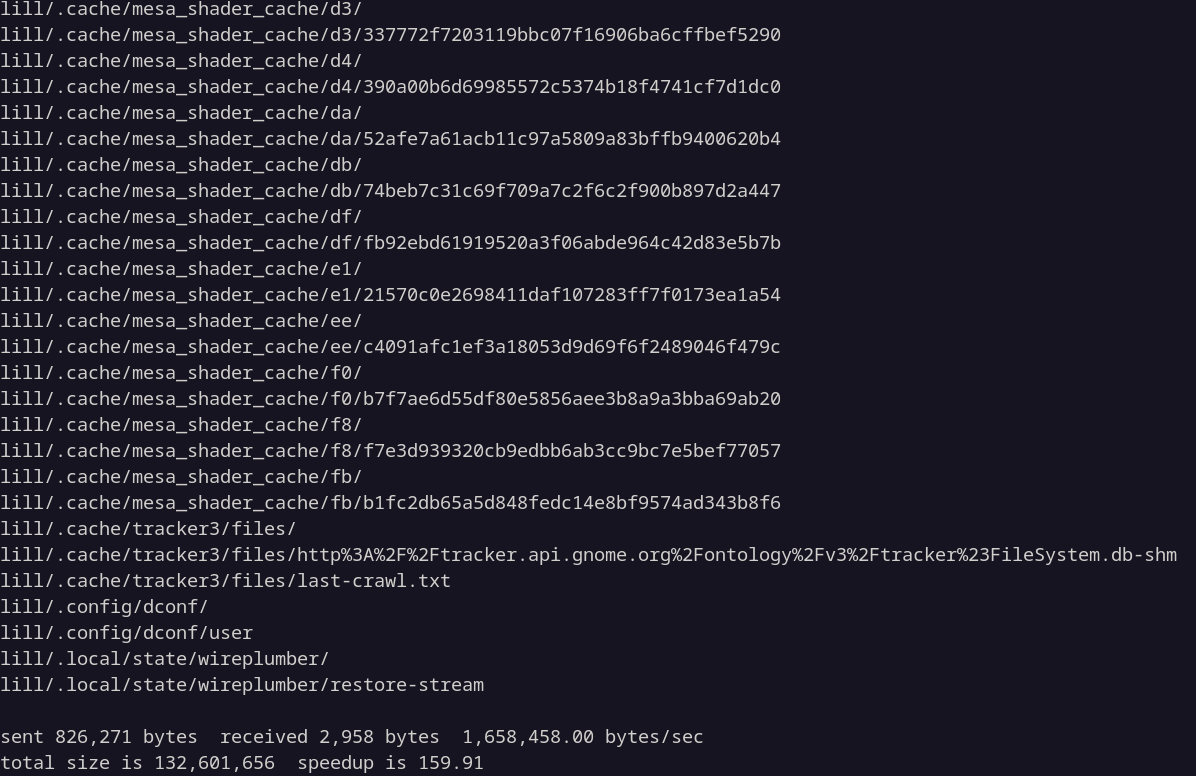 lill/.cache/mesa_shader_cache/d3/
lill/.cache/mesa_shader_cache/d3/337772f7203119bbc07f16906ba6cffbef5290
lill/.cache/mesa_shader_cache/d4/
lill/.cache/mesa_shader_cache/d4/390a00b6d69985572c5374b18f4741cf7d1dc0
lill/.cache/mesa_shader_cache/da/
lill/.cache/mesa_shader_cache/da/52afe7a61acb11c97a5809a83bffb9400620b4
lill/.cache/mesa_shader_cache/db/
lill/.cache/mesa_shader_cache/db/74beb7c31c69f709a7c2f6c2f900b897d2a447
lill/.cache/mesa_shader_cache/df/
lill/.cache/mesa_shader_cache/df/fb92ebd61919520a3f06abde964c42d83e5b7b
lill/.cache/mesa_shader_cache/e1/
lill/.cache/mesa_shader_cache/e1/21570c0e2698411daf107283ff7f0173ea1a54
lill/.cache/mesa_shader_cache/ee/
lill/.cache/mesa_shader_cache/ee/c4091afc1ef3a18053d9d69f6f2489046f479c
lill/.cache/mesa_shader_cache/f0/
lill/.cache/mesa_shader_cache/f0/b7f7ae6d55df80e5856aee3b8a9a3bba69ab20
lill/.cache/mesa_shader_cache/f8/
lill/.cache/mesa_shader_cache/f8/f7e3d939320cb9edbb6ab3cc9bc7e5bef77057
lill/.cache/mesa_shader_cache/fb/
lill/.cache/mesa_shader_cache/fb/b1fc2db65a5d848fedc14e8bf9574ad343b8f6
lill/.cache/tracker3/files/
lill/.cache/tracker3/files/http%3A%2F%2Ftracker.api.gnome.org%2Fontology%2Fv3%2Ftracker%23FileSystem.db-shm
lill/.cache/tracker3/files/last-crawl.txt
lill/.config/dconf/
lill/.config/dconf/user
lill/.local/state/wireplumber/
lill/.local/state/wireplumber/restore-stream
sent 826,271 bytes  received 2,958 bytes  1,658,458.00 bytes/sec
total size is 132,601,656  speedup is 159.91